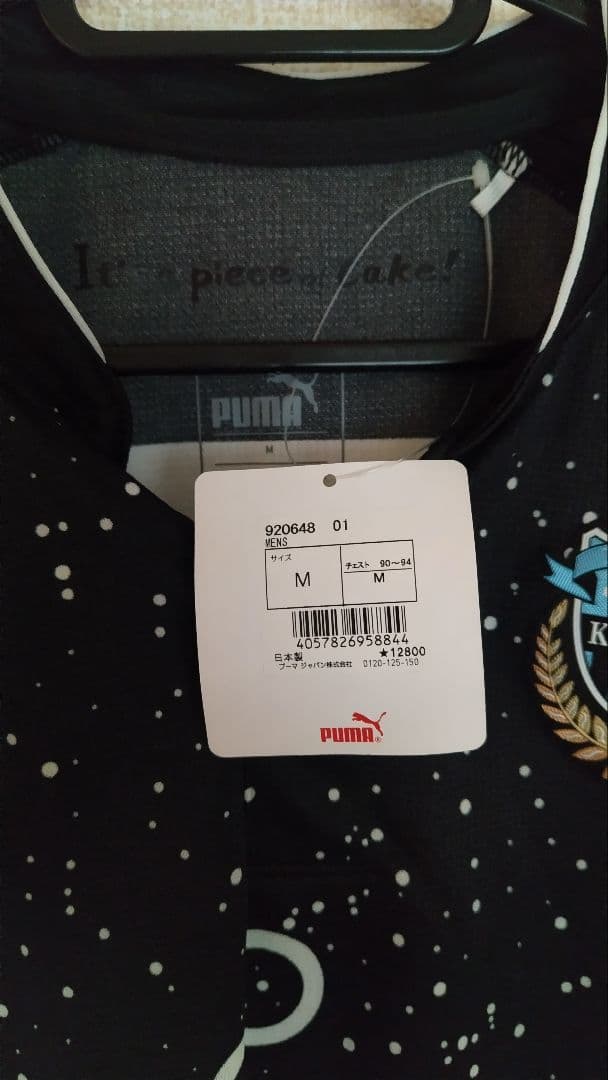 It's a piece of cake!
PUMA
M
920648 01
MENS
サイズ
M
チェスト 90~94
M
4057826958844
日本製 ★12800
プーマ ジャパン株式会社 0120-125-150
PUMA®
K